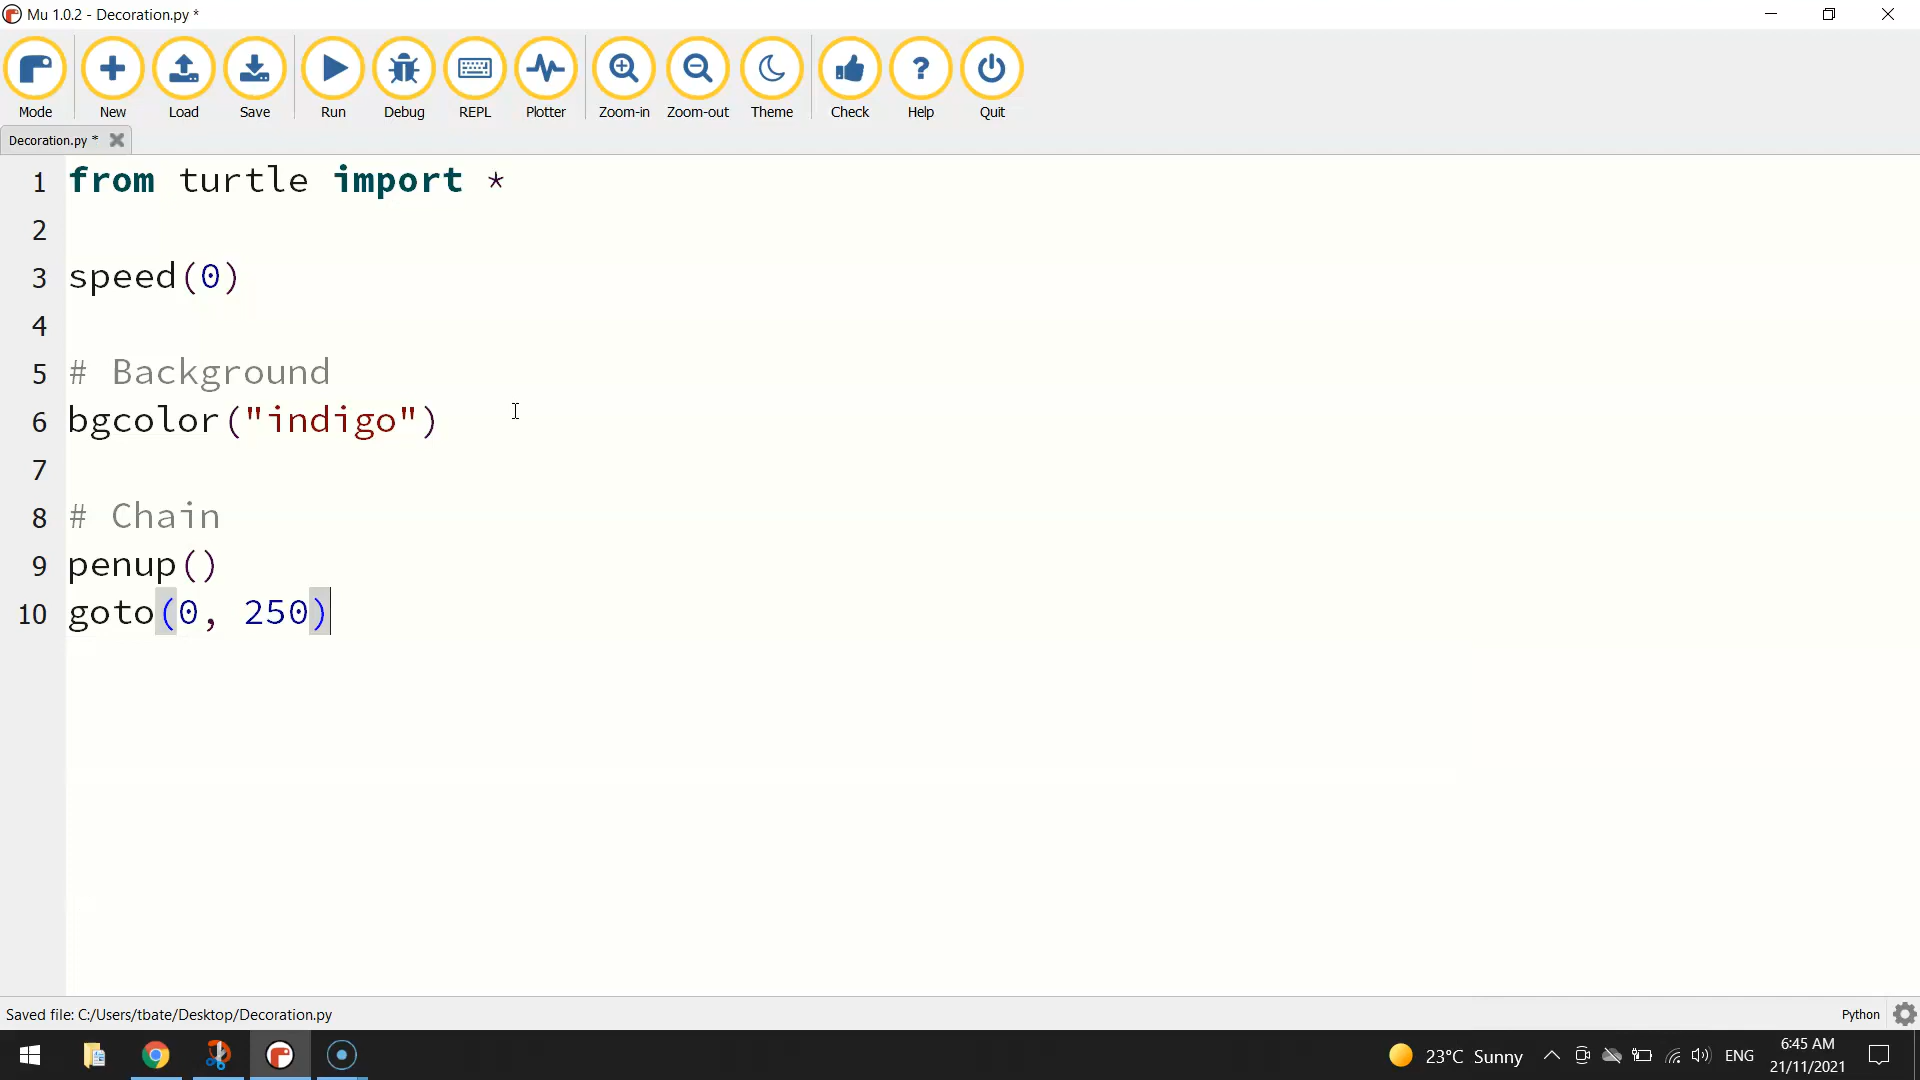 Mu 1.0.2 - Decoration.py *
Mode New Load Save Run Debug REPL Plotter Zoom-in Zoom-out Theme Check Help Quit
Decoration.py *
1 from turtle import *
2
3 speed(0)
4
5 # Background
6 bgcolor("indigo")
7
8 # Chain
9 penup()
10 goto(0, 250)
Saved file: C:/Users/tbate/Desktop/Decoration.py Python
23°C Sunny ENG 6:45 AM
21/11/2021